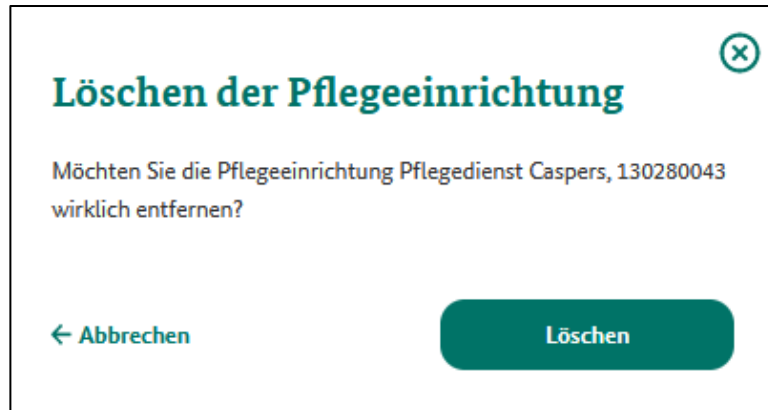 Löschen der Pflegeeinrichtung
Möchten Sie die Pflegeeinrichtung Pflegedienst Caspers, 130280043
wirklich entfernen?
← Abbrechen
Löschen